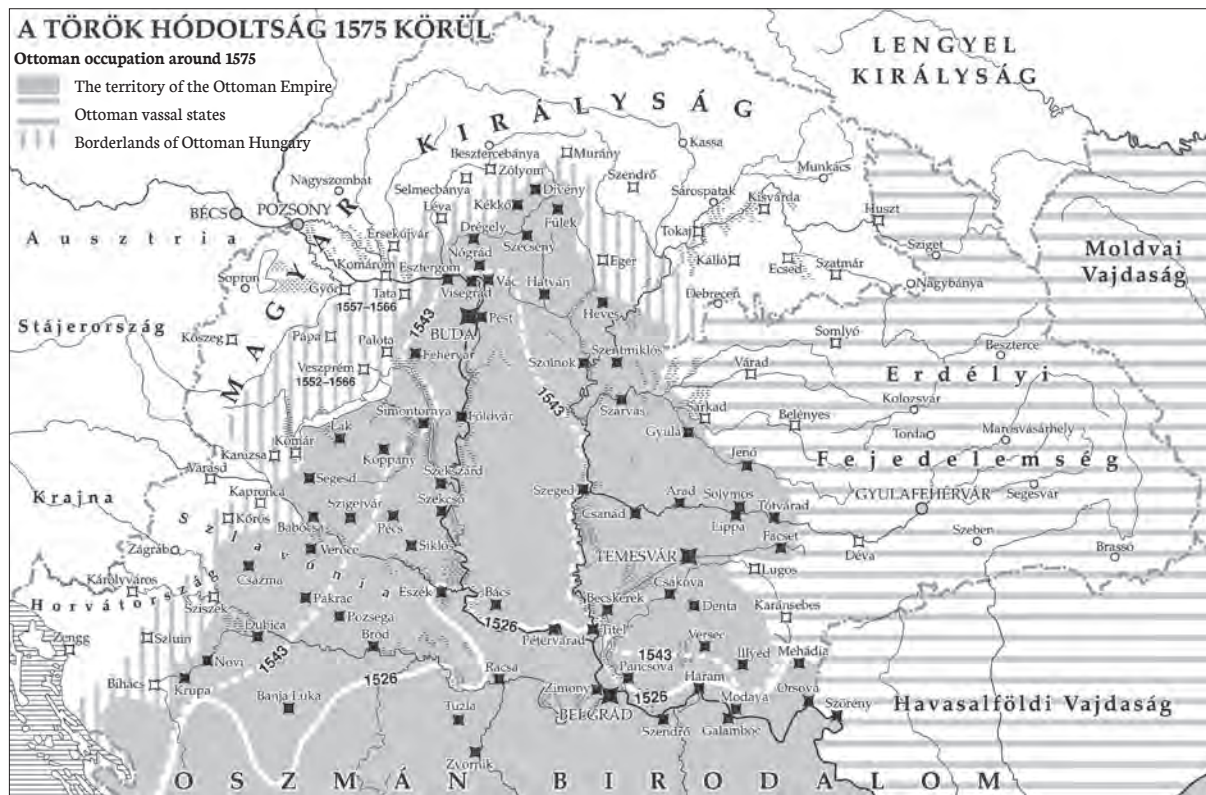 A TÖRÖK HÓDOLTSÁG 1575 KÖRÜL
Ottoman occupation around 1575
The territory of the Ottoman Empire
Ottoman vassal states
Borderlands of Ottoman Hungary
LENGYEL
KIRÁLYSÁG
MAGYAR KIRÁLYSÁG
Besztercebánya
Murány
Kassa
Zólyom
Szendrő
Munkács
Nagyszombat
Selmecbánya
Divény
Sárospatak
Kisvárda
BÉCS
POZSONY
Léva
Kékkő
Fülek
Huszt
Ausztria
Érsekújvár
Drégely
Szécsény
Tokaj
Sziget
Moldvai
Vajdaság
Nógrád
Eger
Kálló
Ecsed
Szatmár
Sopron
Komárom
Esztergom
Győr
1557–1566
Tata
Visegrád
Vác
Hatvan
Debrecen
Nagybánya
Heves
Stájerország
Kőszeg
Pápa
Palota
1543
BUDA
Pest
Somlyó
Beszterce
Veszprém
1552–1566
Fehérvár
Szolnok
Szentmiklós
Várad
Erdélyi
1543
Simontornya
Földvár
Szarvas
Sarkad
Belényes
Kolozsvár
Lak
Gyula
Torda
Marosvásárhely
Komár
Kanizsa
Koppány
Jenő
Fejedelemség
Varasd
Segesd
Szekszárd
Szeged
Arad
Solymos
GYULAFEHÉRVÁR
Segesvár
Krajna
Kapronca
Szigetvár
Szekcső
Csanád
Lippa
Tótvárad
Kőrös
Babócsa
Pécs
Szeben
Szlavónia
Zágráb
Verőce
Siklós
TEMESVÁR
Facset
Déva
Brassó
Csázma
Lugos
Károlyváros
Horvátország
Sziszek
Pakrac
Eszék
Bács
Becskerek
Csákova
Denta
Karánsebes
Pozsega
1526
Zengg
Szluin
Dubica
Brod
Pétervárad
Titel
Versec
1543
Novi
1543
1526
Racsa
Pancsova
Illyéd
Mehádia
Bihács
Krupa
Zimony
1526
Haram
Orsova
Banja Luka
Tuzla
BELGRÁD
Modava
Szörény
Havasalföldi Vajdaság
Szendrő
Galambóc
Zvornik
OSZMÁN BIRODALOM